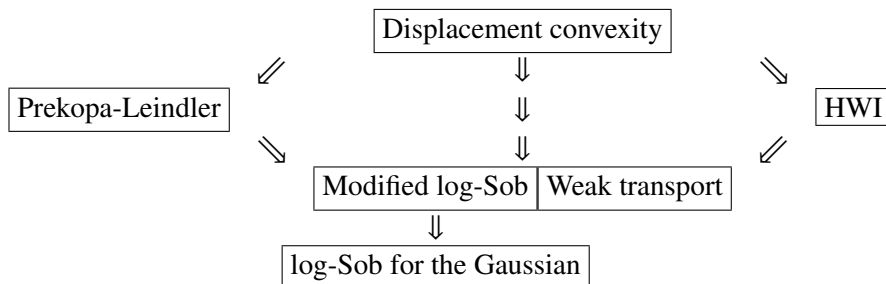 Displacement convexity
⇙ ⇓ ⇘
Prekopa-Leindler ⇓ HWI
⇘ ⇓ ⇙
Modified log-Sob Weak transport
⇓
log-Sob for the Gaussian